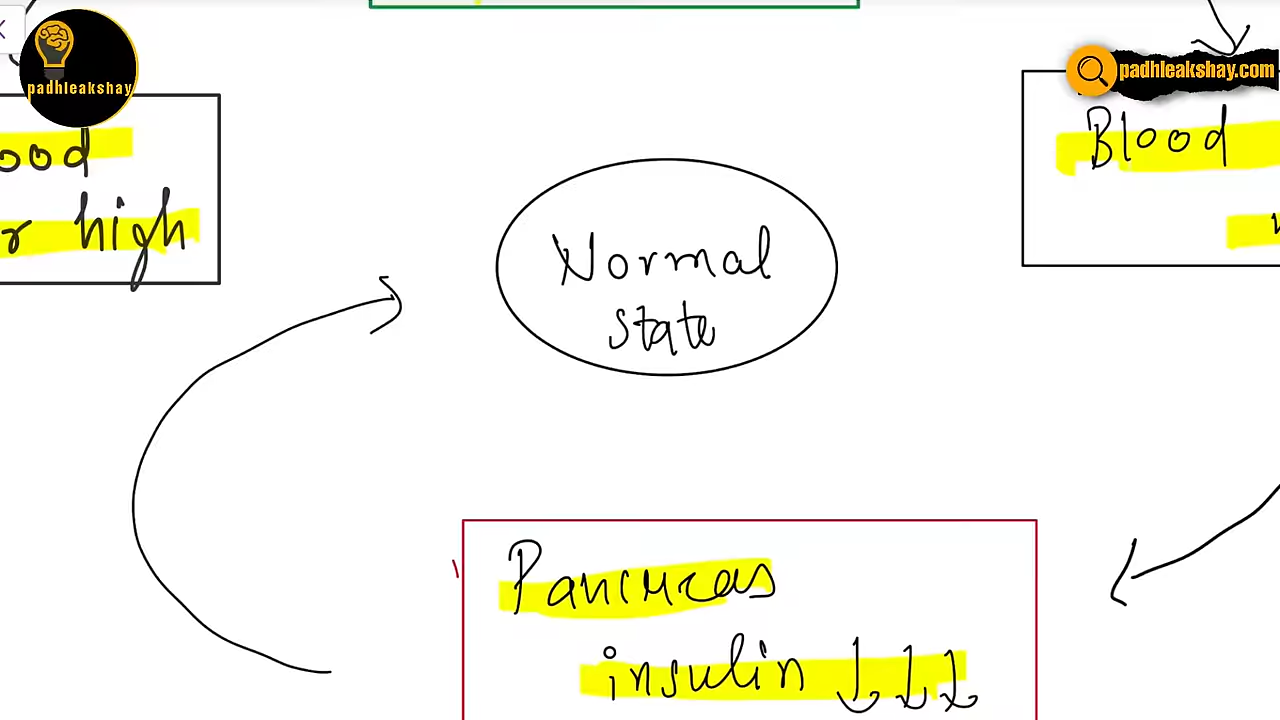 padhleakshay
padhleakshay.com
ood
r high
Blood
Normal
state
Pancreas
insulin ↓↓↓